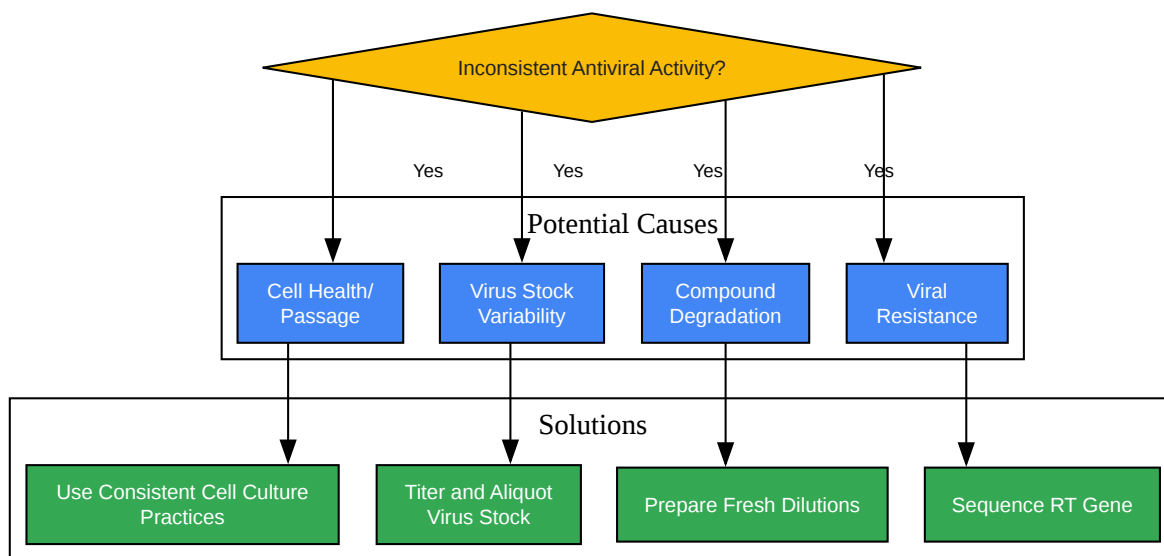 Inconsistent Antiviral Activity?
Yes
Yes
Yes
Yes
Potential Causes
Cell Health/
Passage
Virus Stock
Variability
Compound
Degradation
Viral
Resistance
Solutions
Use Consistent Cell Culture
Practices
Titer and Aliquot
Virus Stock
Prepare Fresh Dilutions
Sequence RT Gene